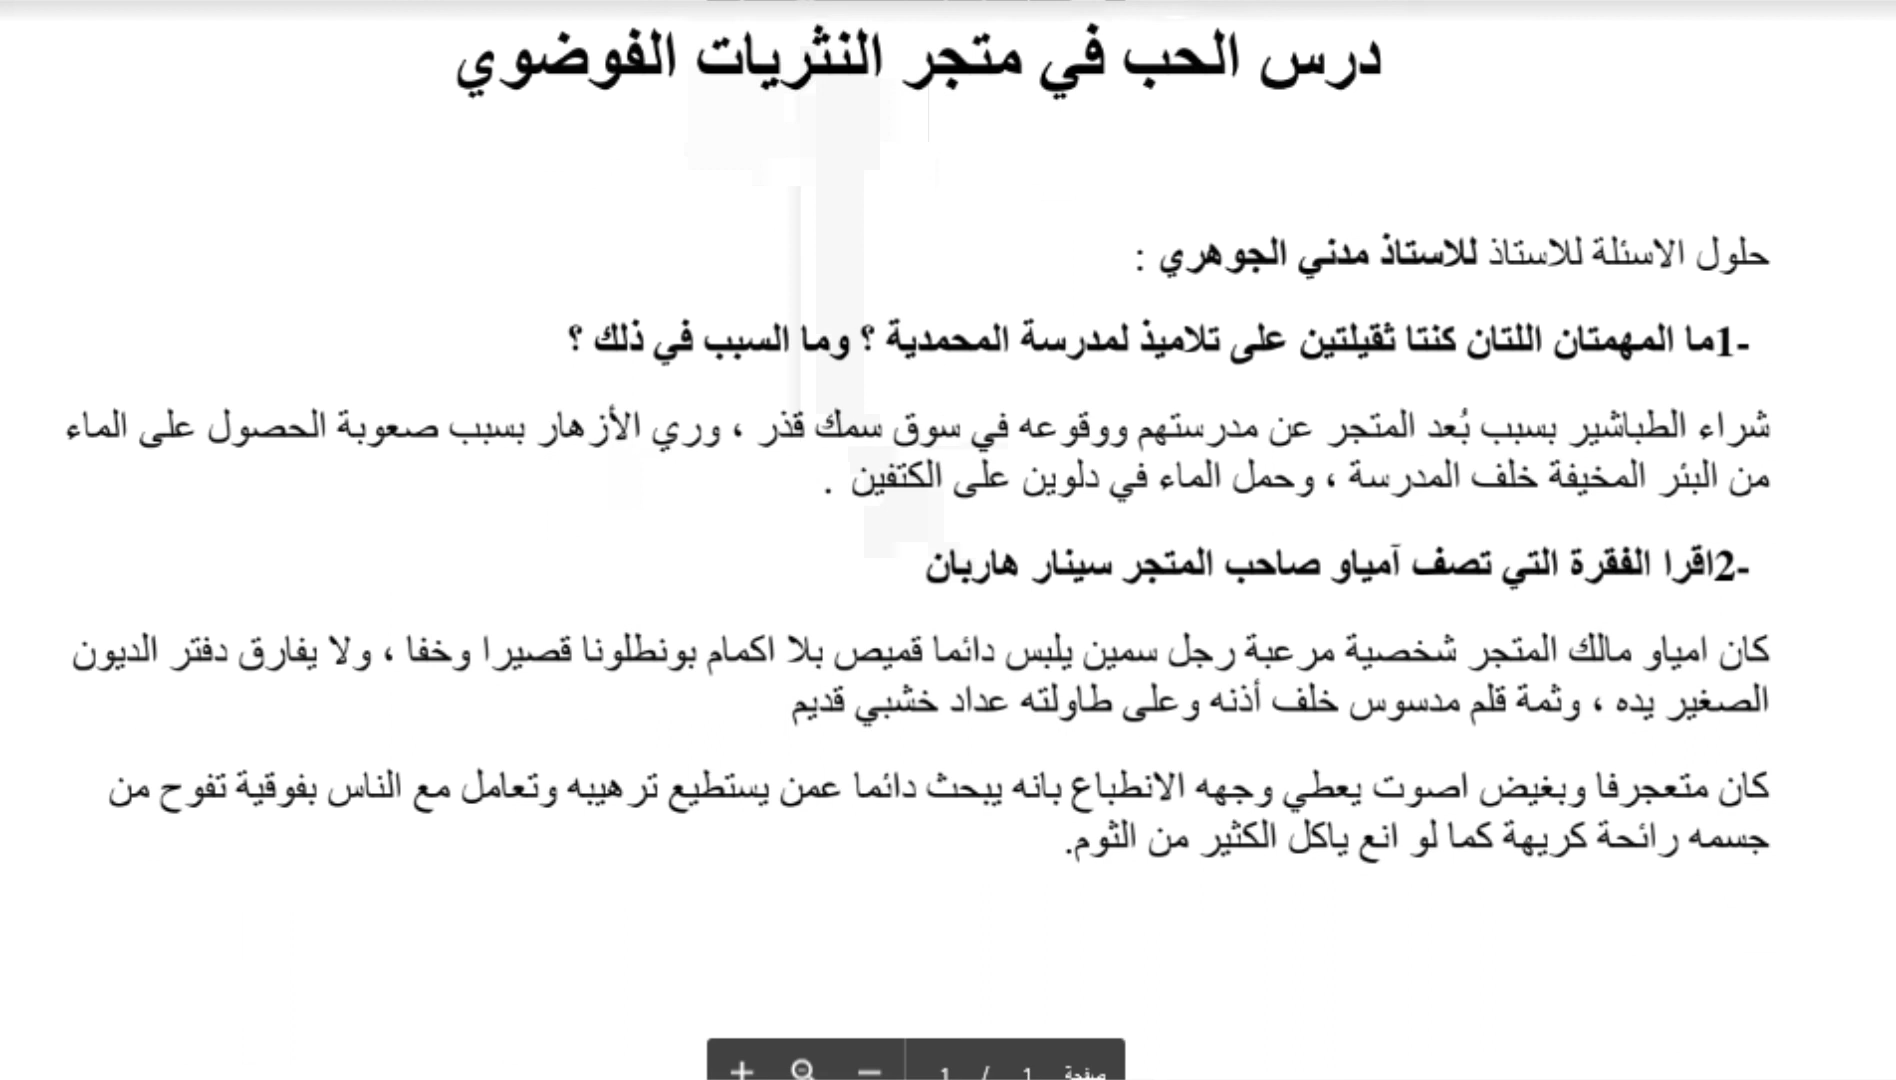 درس الحب في متجر النثريات الفوضوي
حلول الاسئلة للاستاذ للاستاذ مدني الجوهري :
-1ما المهمتان اللتان كنتا ثقيلتين على تلاميذ لمدرسة المحمدية ؟ وما السبب في ذلك ؟
شراء الطباشير بسبب بُعد المتجر عن مدرستهم ووقوعه في سوق سمك قذر ، وري الأزهار بسبب صعوبة الحصول على الماء
من البئر المخيفة خلف المدرسة ، وحمل الماء في دلوين على الكتفين .
-2اقرا الفقرة التي تصف آمياو صاحب المتجر سينار هاربان
كان امياو مالك المتجر شخصية مرعبة رجل سمين يلبس دائما قميص بلا اكمام بونطلونا قصيرا وخفا ، ولا يفارق دفتر الديون
الصغير يده ، وثمة قلم مدسوس خلف أذنه وعلى طاولته عداد خشبي قديم
كان متعجرفا وبغيض اصوت يعطي وجهه الانطباع بانه يبحث دائما عمن يستطيع ترهيبه وتعامل مع الناس بفوقية تفوح من
جسمه رائحة كريهة كما لو انع ياكل الكثير من الثوم.
صفحة 1 / 1